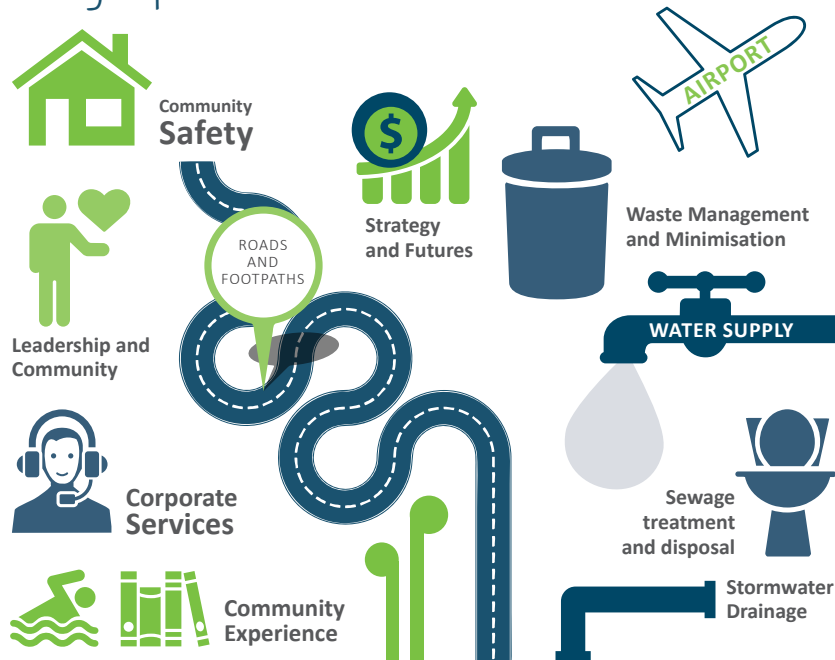 Community
Safety
AIRPORT
$
Strategy
and Futures
Waste Management
and Minimisation
ROADS
AND
FOOTPATHS
WATER SUPPLY
Leadership and
Community
Corporate
Services
Sewage
treatment
and disposal
Stormwater
Drainage
Community
Experience